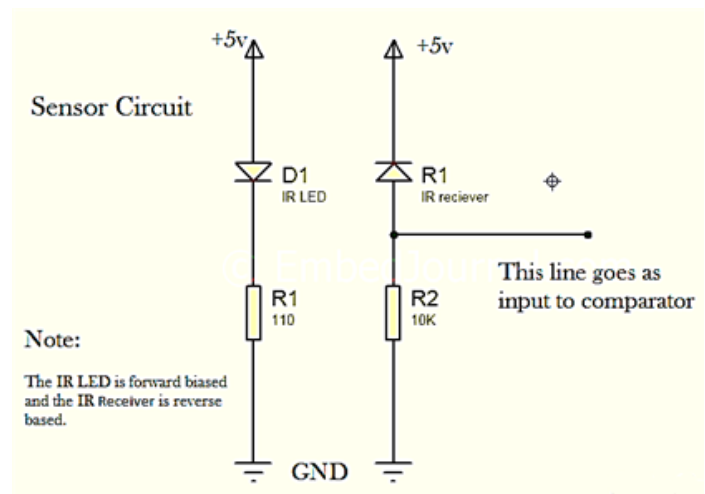 +5v
+5v
Sensor Circuit
D1
IR LED
R1
IR reciever
This line goes as
input to comparator
R1
110
R2
10K
Note:
The IR LED is forward biased
and the IR Receiver is reverse
based.
GND